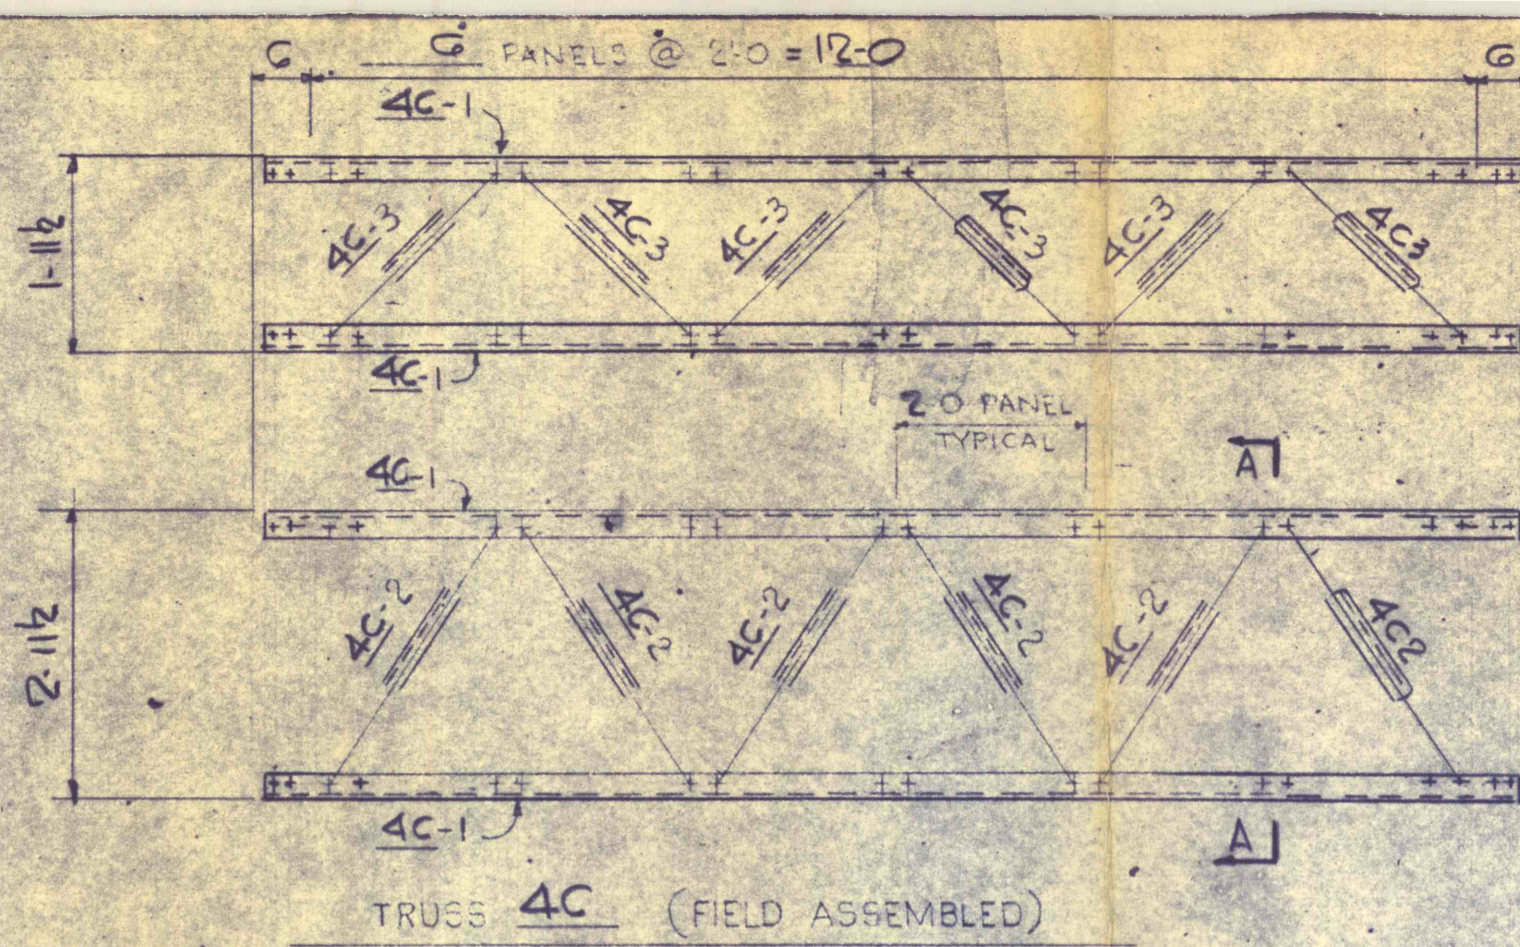 6 6 PANELS @ 2'-0 = 12-0 6
4C-1
1-11½
4C-3 4C-3 4C-3 4C-3 4C-3 4C3
4C-1
2-0 PANEL
TYPICAL
A
4C-1
2-11½
4C-2 4C-2 4C-2 4C-2 4C-2 4C2
4C-1
A
TRUSS 4C (FIELD ASSEMBLED)